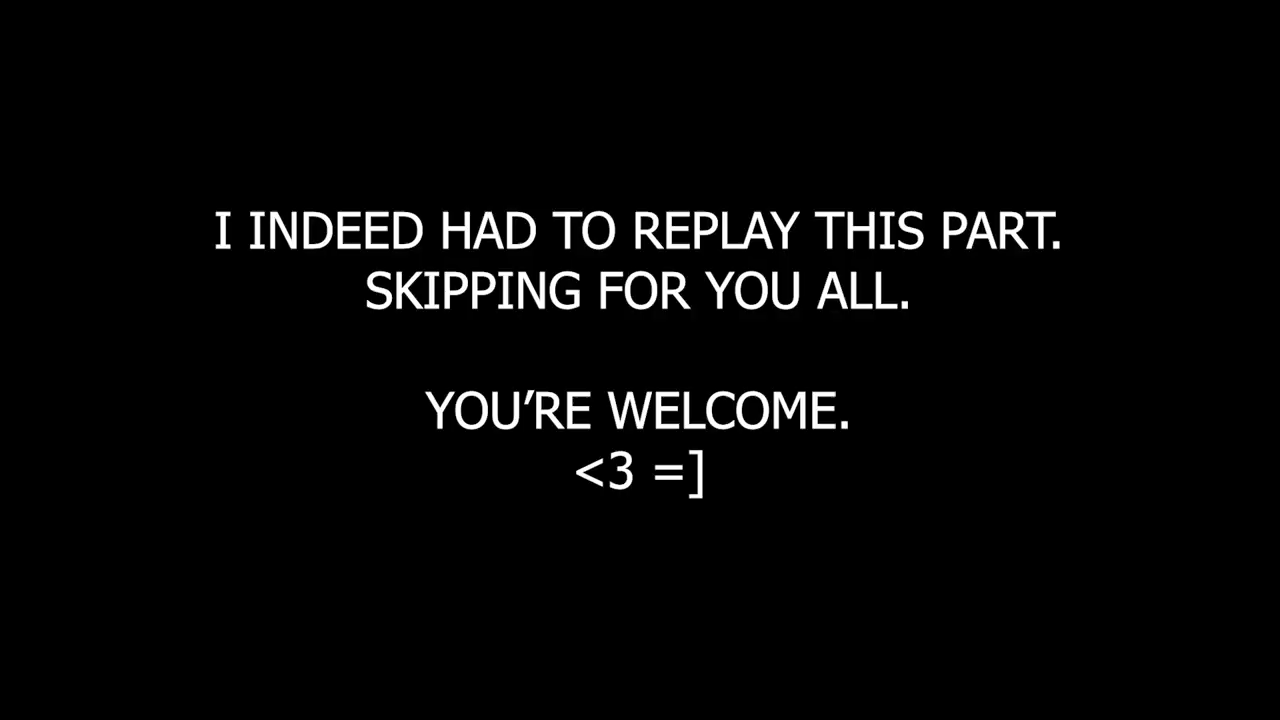 I INDEED HAD TO REPLAY THIS PART.
SKIPPING FOR YOU ALL.
YOU’RE WELCOME.
<3 =]